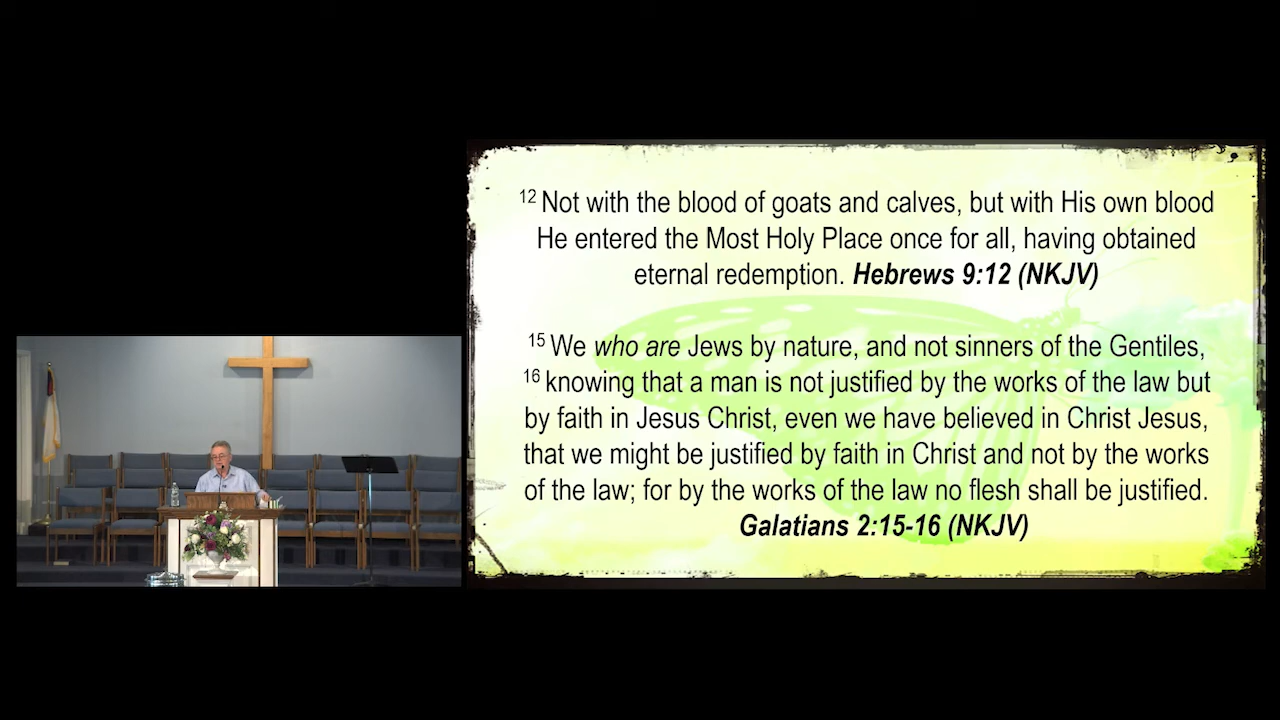 12 Not with the blood of goats and calves, but with His own blood
He entered the Most Holy Place once for all, having obtained
eternal redemption. Hebrews 9:12 (NKJV)
15 We who are Jews by nature, and not sinners of the Gentiles,
16 knowing that a man is not justified by the works of the law but
by faith in Jesus Christ, even we have believed in Christ Jesus,
that we might be justified by faith in Christ and not by the works
of the law; for by the works of the law no flesh shall be justified.
Galatians 2:15-16 (NKJV)